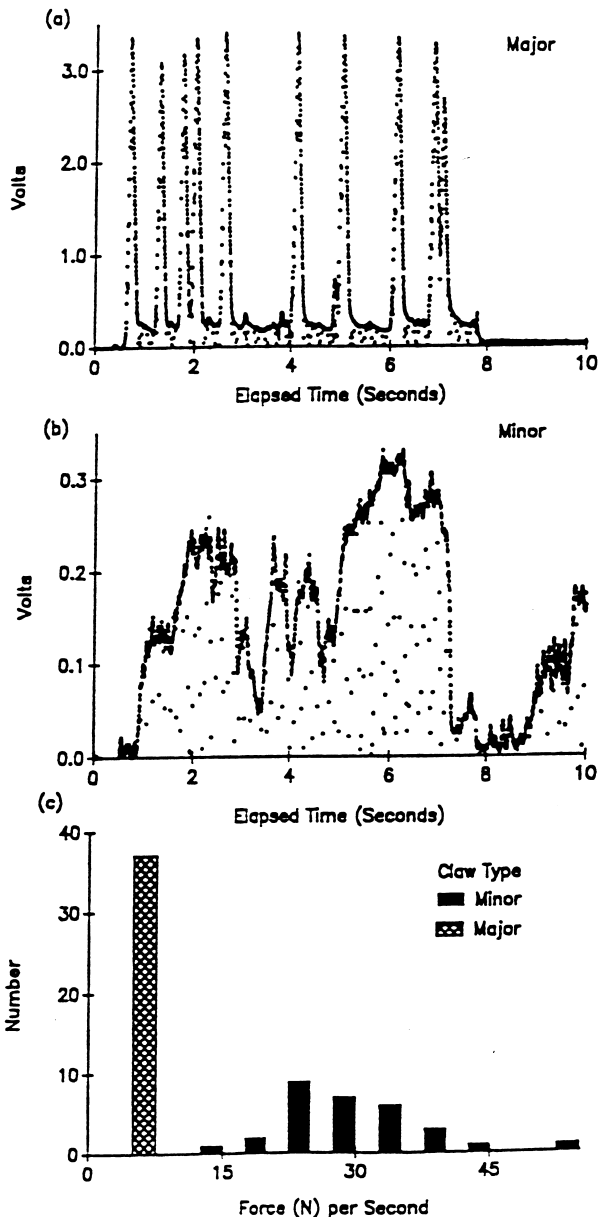 (a)
Major
3.0
2.0
1.0
0.0
Volts
0 2 4 6 8 10
Elapsed Time (Seconds)
(b)
Minor
0.3
0.2
0.1
0.0
Volts
0 2 4 6 8 10
Elapsed Time (Seconds)
(c)
40
30
20
10
0
Number
Claw Type
Minor
Major
0 15 30 45
Force (N) per Second